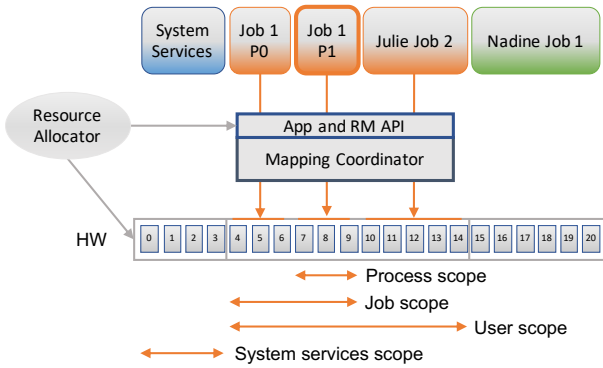 System
Services
Job 1
P0
Job 1
P1
Julie Job 2
Nadine Job 1
Resource
Allocator
App and RM API
Mapping Coordinator
HW
0 1 2 3 4 5 6 7 8 9 10 11 12 13 14 15 16 17 18 19 20
Process scope
Job scope
User scope
System services scope